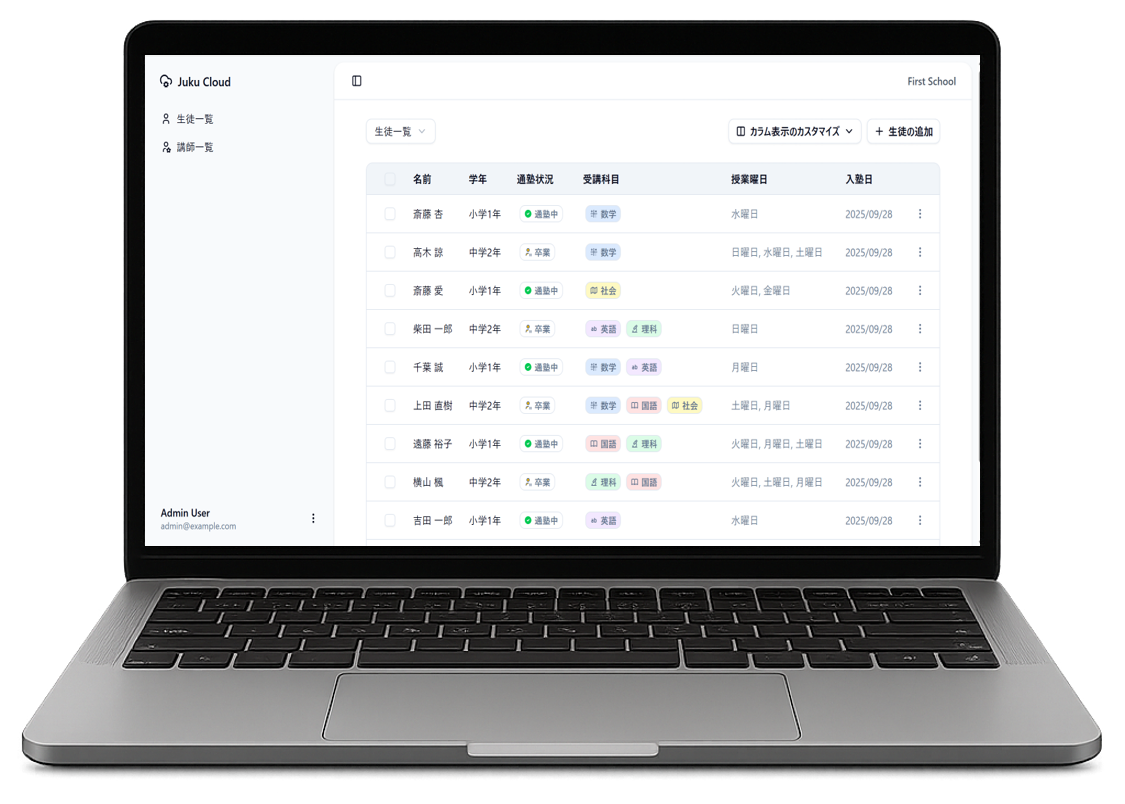 Juku Cloud
First School
生徒一覧
講師一覧
生徒一覧
カラム表示のカスタマイズ
+ 生徒の追加
名前 学年 通塾状況 受講科目 授業曜日 入塾日
斎藤 杏 小学1年 通塾中 数学 水曜日 2025/09/28
高木 諒 中学2年 卒業 数学 日曜日, 水曜日, 土曜日 2025/09/28
斎藤 愛 小学1年 通塾中 社会 火曜日, 金曜日 2025/09/28
柴田 一郎 中学2年 卒業 ab 英語 理科 日曜日 2025/09/28
千葉 誠 小学1年 通塾中 数学 ab 英語 月曜日 2025/09/28
上田 直樹 中学2年 卒業 数学 国語 社会 土曜日, 月曜日 2025/09/28
遠藤 裕子 小学1年 通塾中 国語 理科 火曜日, 月曜日, 土曜日 2025/09/28
横山 楓 中学2年 卒業 理科 国語 火曜日, 土曜日, 月曜日 2025/09/28
吉田 一郎 小学1年 通塾中 ab 英語 水曜日 2025/09/28
Admin User
admin@example.com